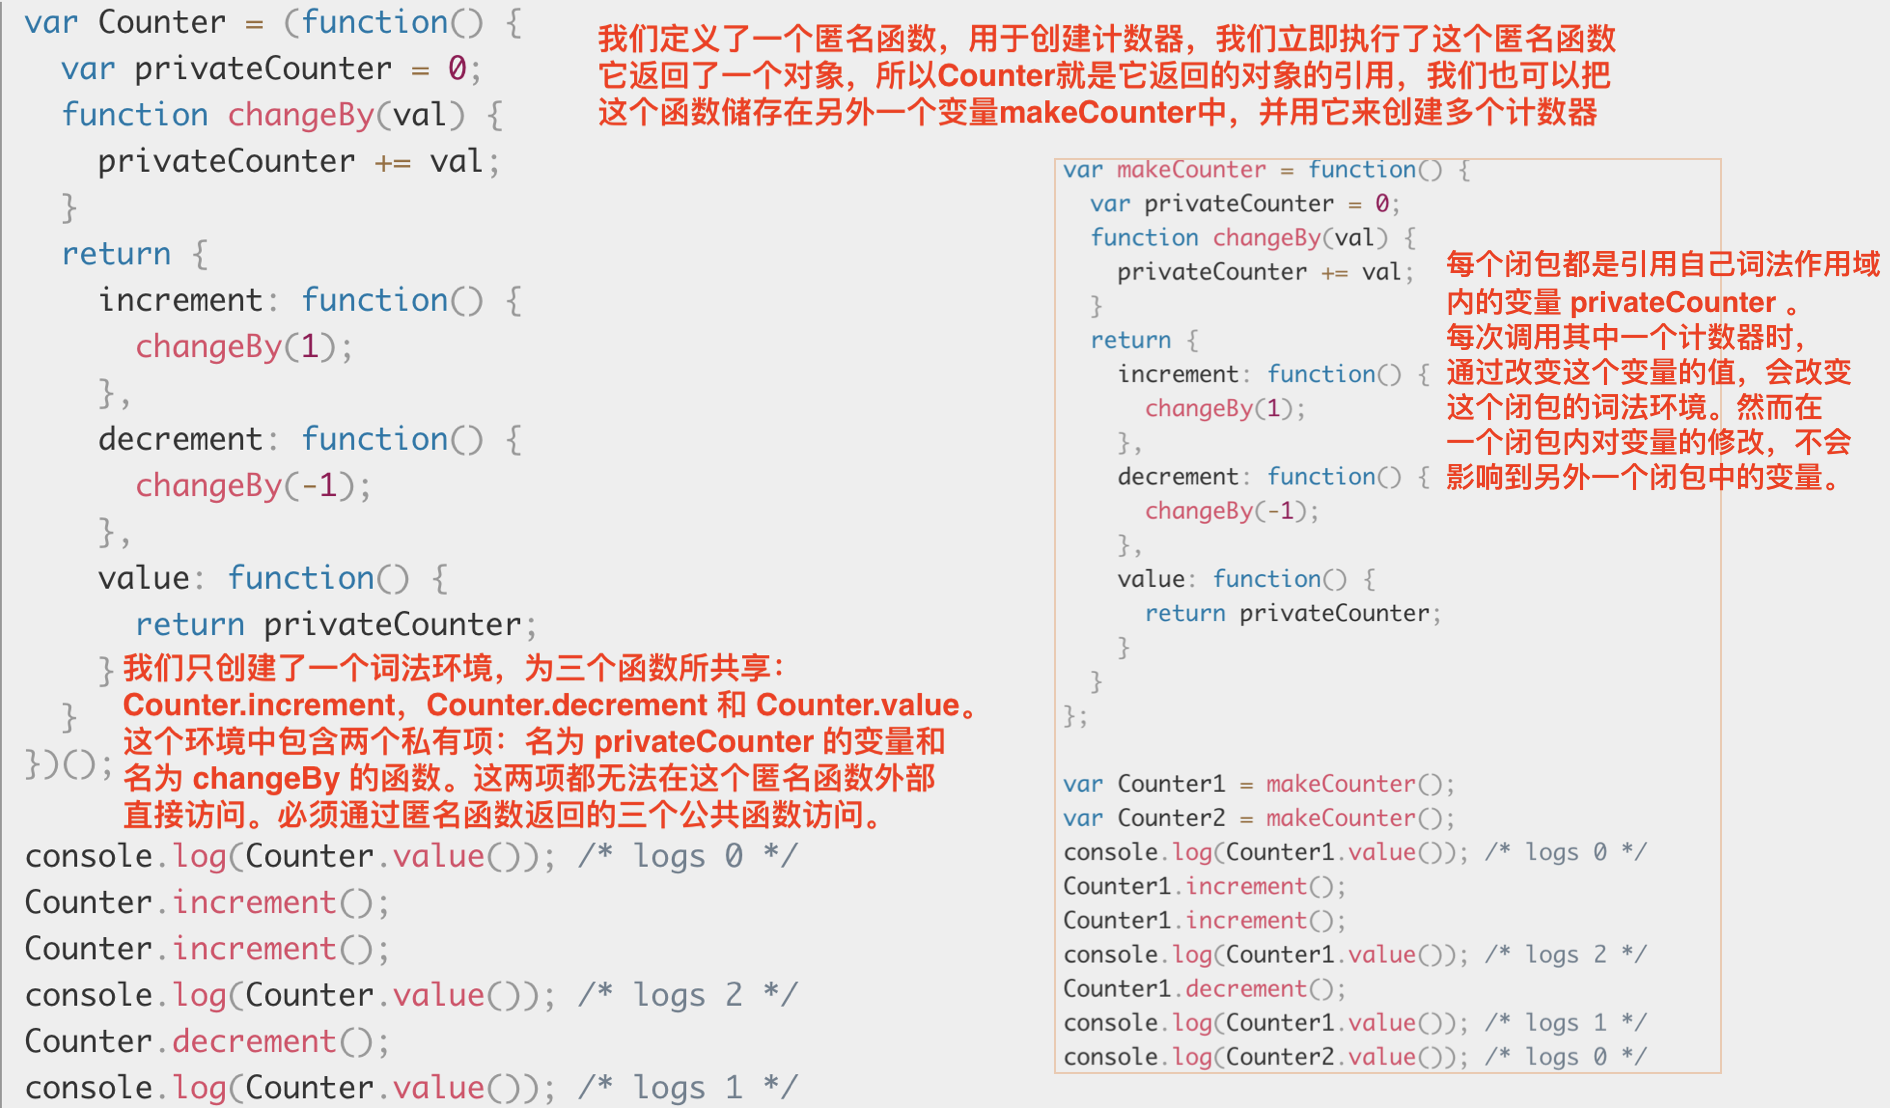 var Counter = (function() {
  var privateCounter = 0;
  function changeBy(val) {
    privateCounter += val;
  }
  return {
    increment: function() {
      changeBy(1);
    },
    decrement: function() {
      changeBy(-1);
    },
    value: function() {
      return privateCounter;
    }
  }
})();
console.log(Counter.value()); /* logs 0 */
Counter.increment();
Counter.increment();
console.log(Counter.value()); /* logs 2 */
Counter.decrement();
console.log(Counter.value()); /* logs 1 */
我们只创建了一个词法环境，为三个函数所共享：
Counter.increment，Counter.decrement 和 Counter.value。
这个环境中包含两个私有项：名为 privateCounter 的变量和
名为 changeBy 的函数。这两项都无法在这个匿名函数外部
直接访问。必须通过匿名函数返回的三个公共函数访问。
我们定义了一个匿名函数，用于创建计数器，我们立即执行了这个匿名函数
它返回了一个对象，所以Counter就是它返回的对象的引用，我们也可以把
这个函数储存在另外一个变量makeCounter中，并用它来创建多个计数器
var makeCounter = function() {
  var privateCounter = 0;
  function changeBy(val) {
    privateCounter += val;
  }
  return {
    increment: function() {
      changeBy(1);
    },
    decrement: function() {
      changeBy(-1);
    },
    value: function() {
      return privateCounter;
    }
  }
};
var Counter1 = makeCounter();
var Counter2 = makeCounter();
console.log(Counter1.value()); /* logs 0 */
Counter1.increment();
Counter1.increment();
console.log(Counter1.value()); /* logs 2 */
Counter1.decrement();
console.log(Counter1.value()); /* logs 1 */
console.log(Counter2.value()); /* logs 0 */
每个闭包都是引用自己词法作用域
内的变量 privateCounter 。
每次调用其中一个计数器时，
通过改变这个变量的值，会改变
这个闭包的词法环境。然而在
一个闭包内对变量的修改，不会
影响到另外一个闭包中的变量。